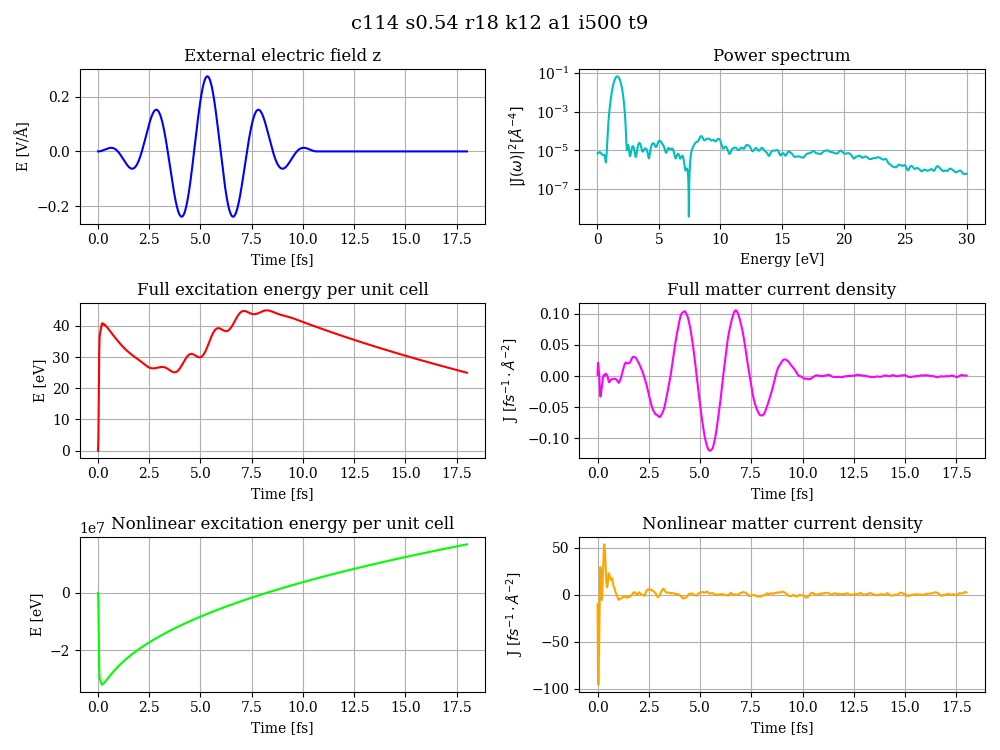 c114 s0.54 r18 k12 a1 i500 t9
External electric field z
E [V/Å]
0.2
0.0
−0.2
0.0 2.5 5.0 7.5 10.0 12.5 15.0 17.5
Time [fs]
Power spectrum
|J(ω)|² [Å⁻⁴]
10⁻¹
10⁻³
10⁻⁵
10⁻⁷
0 5 10 15 20 25 30
Energy [eV]
Full excitation energy per unit cell
E [eV]
40
30
20
10
0
0.0 2.5 5.0 7.5 10.0 12.5 15.0 17.5
Time [fs]
Full matter current density
J [fs⁻¹ · Å⁻²]
0.10
0.05
0.00
−0.05
−0.10
0.0 2.5 5.0 7.5 10.0 12.5 15.0 17.5
Time [fs]
1e7 Nonlinear excitation energy per unit cell
E [eV]
0
−2
0.0 2.5 5.0 7.5 10.0 12.5 15.0 17.5
Time [fs]
Nonlinear matter current density
J [fs⁻¹ · Å⁻²]
50
0
−50
−100
0.0 2.5 5.0 7.5 10.0 12.5 15.0 17.5
Time [fs]